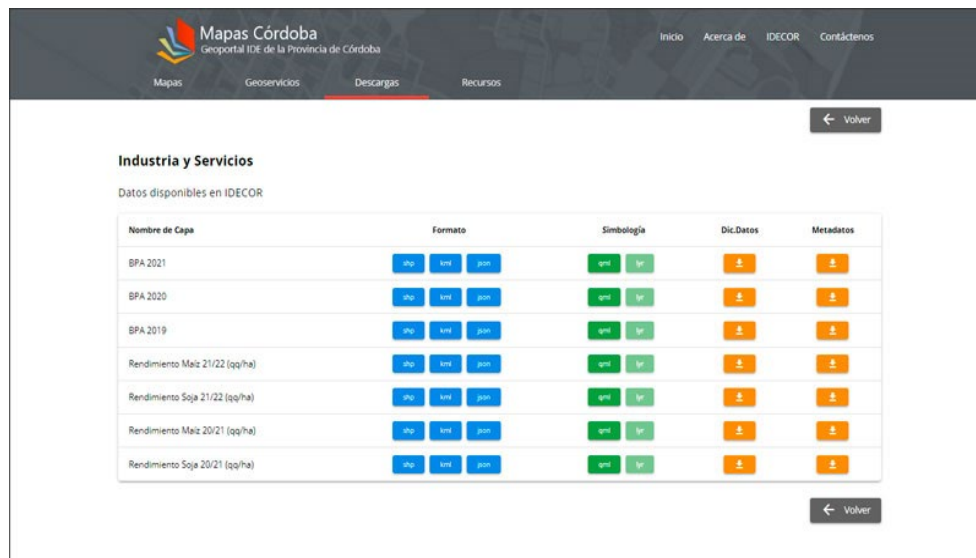 Mapas Córdoba
Geoportal IDE de la Provincia de Córdoba
Inicio Acerca de IDECOR Contáctenos
Mapas Geoservicios Descargas Recursos
Volver
Industria y Servicios
Datos disponibles en IDECOR
Nombre de Capa Formato Simbología Dic.Datos Metadatos
BPA 2021 shp kml json qml lyr
BPA 2020 shp kml json qml lyr
BPA 2019 shp kml json qml lyr
Rendimiento Maíz 21/22 (qq/ha) shp kml json qml lyr
Rendimiento Soja 21/22 (qq/ha) shp kml json qml lyr
Rendimiento Maíz 20/21 (qq/ha) shp kml json qml lyr
Rendimiento Soja 20/21 (qq/ha) shp kml json qml lyr
Volver